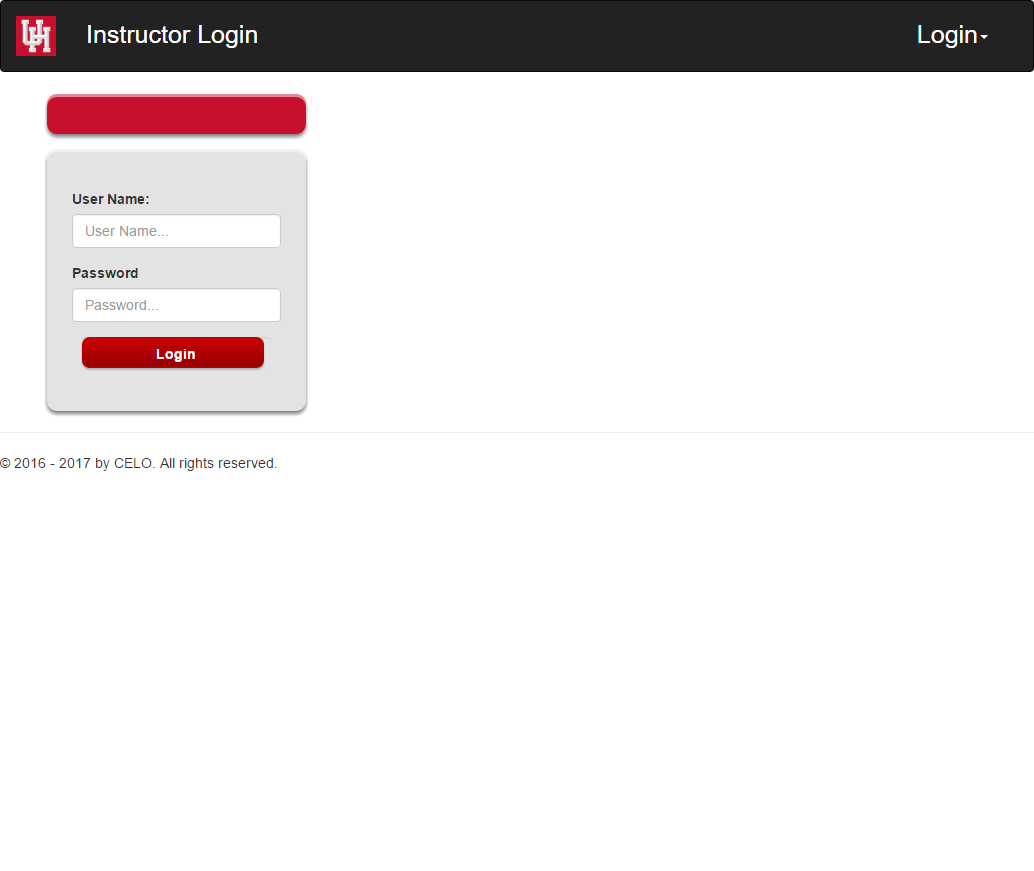 UH
Instructor Login
Login
User Name:
User Name...
Password
Password...
Login
© 2016 - 2017 by CELO. All rights reserved.